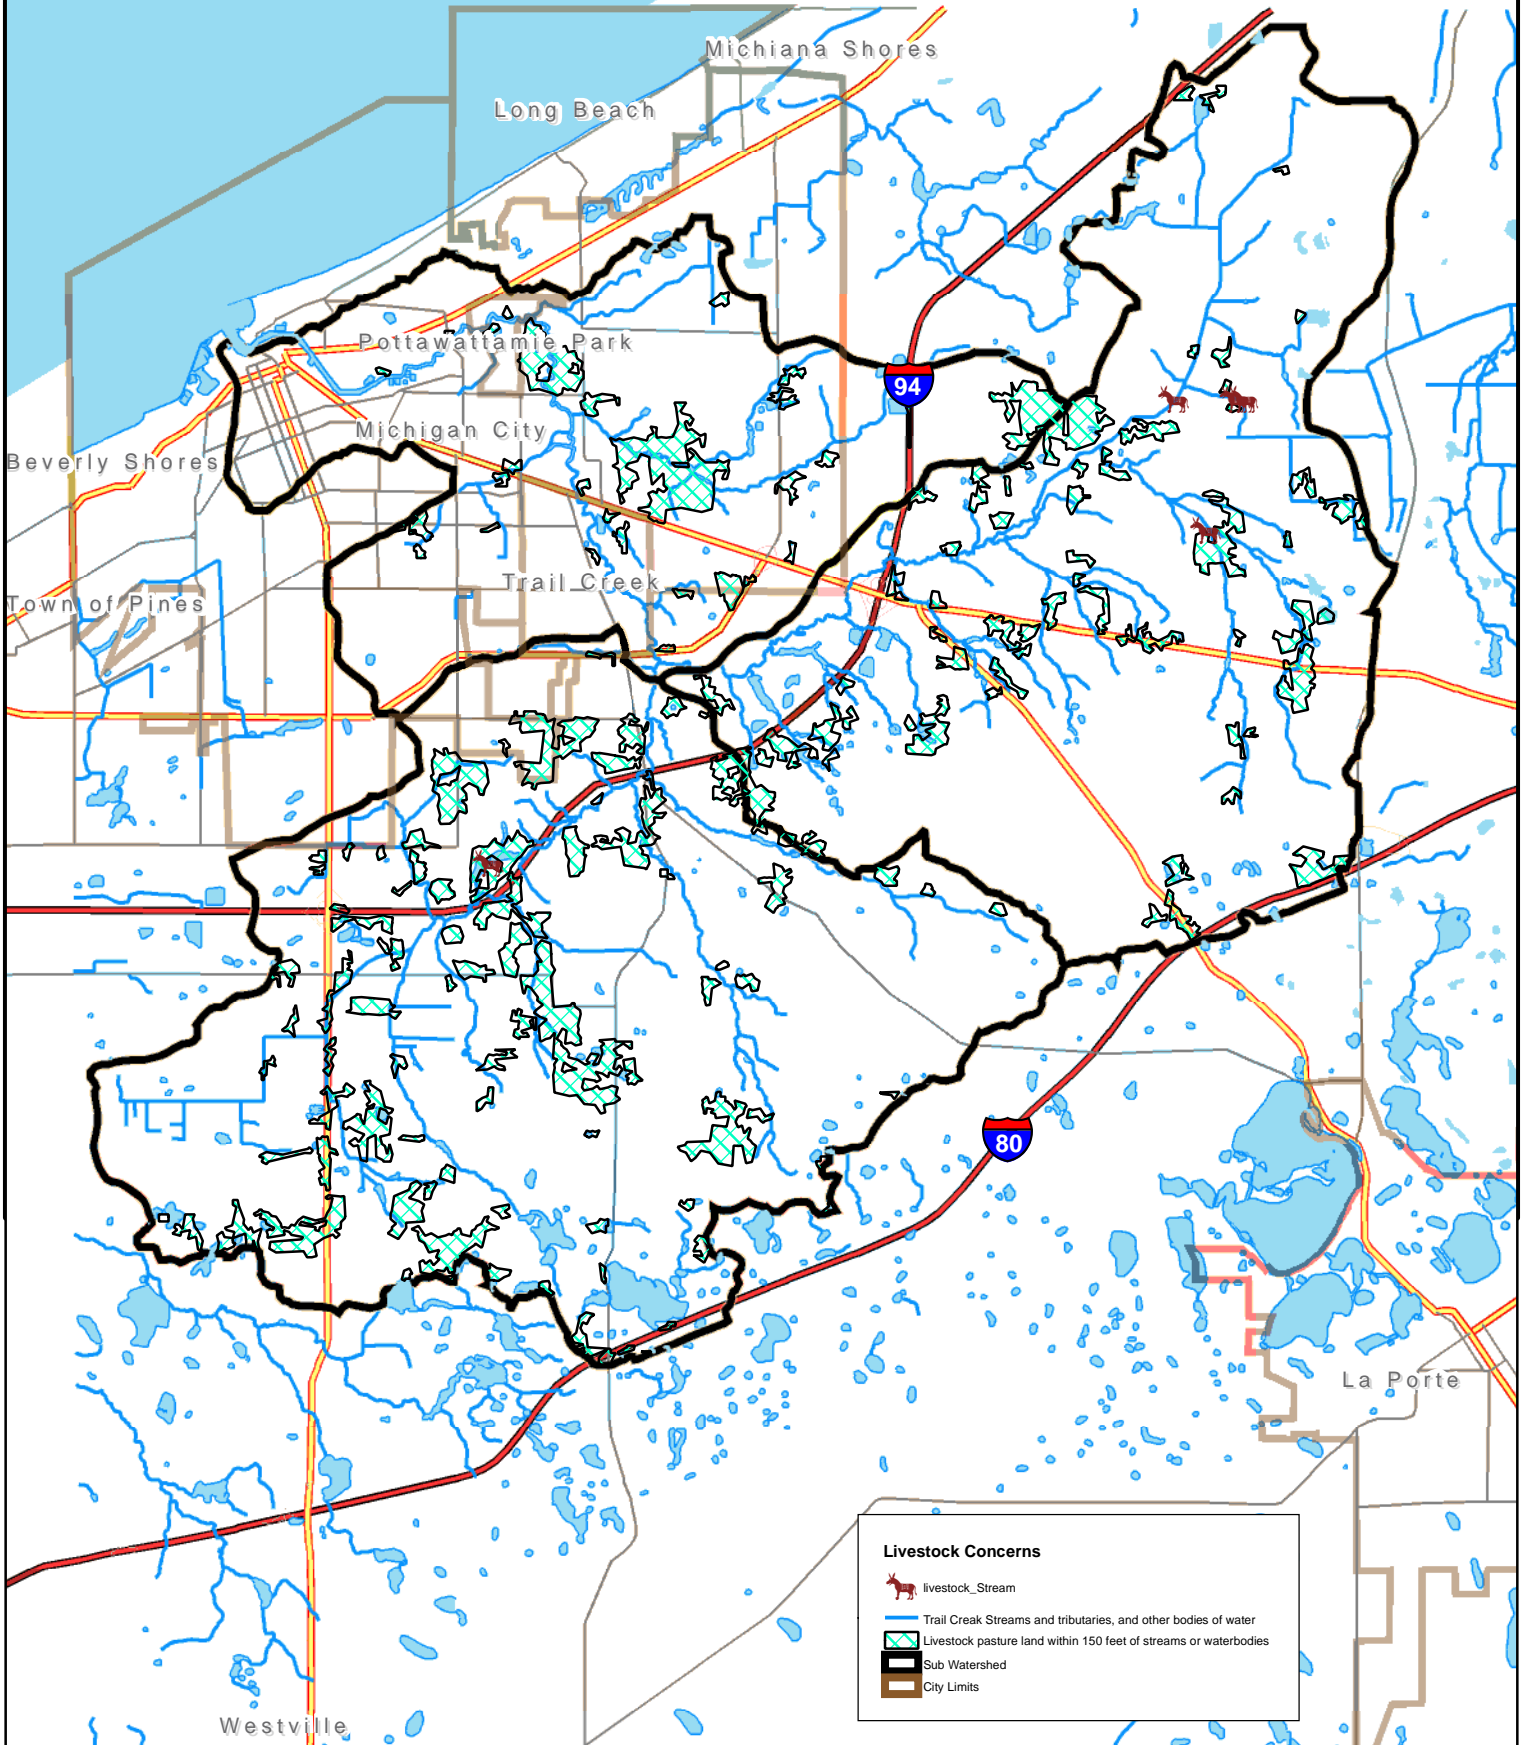 Michiana Shores
Long Beach
Pottawattamie Park
94
Michigan City
Beverly Shores
Trail Creek
Town of Pines
80
La Porte
Livestock Concerns
livestock_Stream
Trail Creak Streams and tributaries, and other bodies of water
Livestock pasture land within 150 feet of streams or waterbodies
Sub Watershed
City Limits
Westville